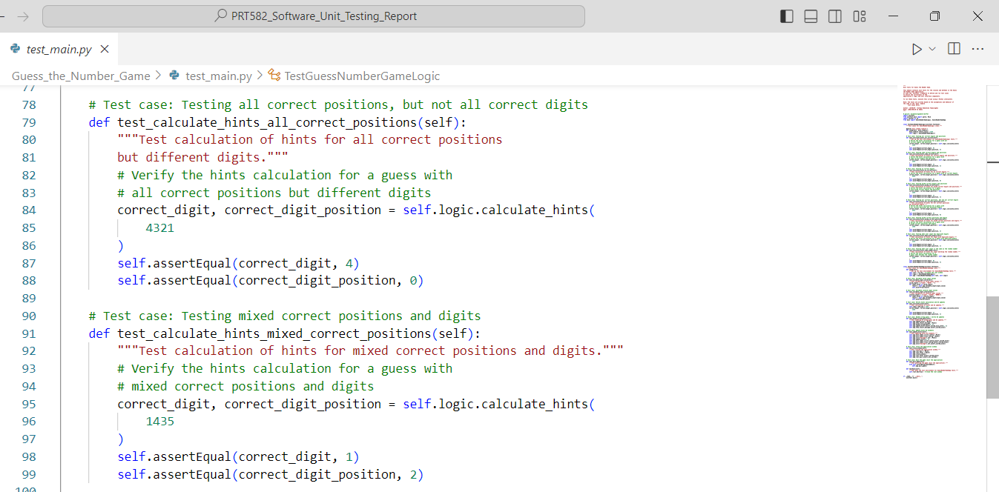 PRT582_Software_Unit_Testing_Report
test_main.py
Guess_the_Number_Game > test_main.py > TestGuessNumberGameLogic
77
78 # Test case: Testing all correct positions, but not all correct digits
79 def test_calculate_hints_all_correct_positions(self):
80 """Test calculation of hints for all correct positions
81 but different digits."""
82 # Verify the hints calculation for a guess with
83 # all correct positions but different digits
84 correct_digit, correct_digit_position = self.logic.calculate_hints(
85 4321
86 )
87 self.assertEqual(correct_digit, 4)
88 self.assertEqual(correct_digit_position, 0)
89
90 # Test case: Testing mixed correct positions and digits
91 def test_calculate_hints_mixed_correct_positions(self):
92 """Test calculation of hints for mixed correct positions and digits."""
93 # Verify the hints calculation for a guess with
94 # mixed correct positions and digits
95 correct_digit, correct_digit_position = self.logic.calculate_hints(
96 1435
97 )
98 self.assertEqual(correct_digit, 1)
99 self.assertEqual(correct_digit_position, 2)
100